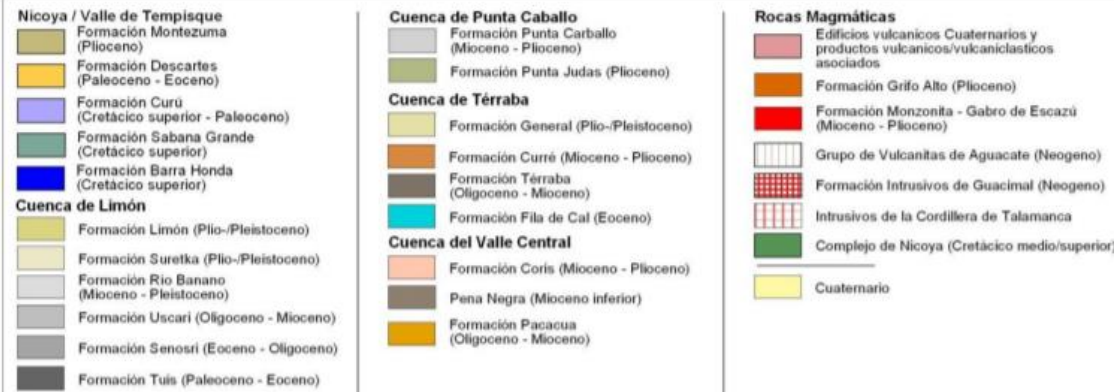 Nicoya / Valle de Tempisque
Formación Montezuma
(Plioceno)
Formación Descartes
(Paleoceno - Eoceno)
Formación Curú
(Cretácico superior - Paleoceno)
Formación Sabana Grande
(Cretácico superior)
Formación Barra Honda
(Cretácico superior)
Cuenca de Limón
Formación Limón (Plio-/Pleistoceno)
Formación Suretka (Plio-/Pleistoceno)
Formación Rio Banano
(Mioceno - Pleistoceno)
Formación Uscari (Oligoceno - Mioceno)
Formación Senosri (Eoceno - Oligoceno)
Formación Tuis (Paleoceno - Eoceno)
Cuenca de Punta Caballo
Formación Punta Carballo
(Mioceno - Plioceno)
Formación Punta Judas (Plioceno)
Cuenca de Térraba
Formación General (Plio-/Pleistoceno)
Formación Curré (Mioceno - Plioceno)
Formación Térraba
(Oligoceno - Mioceno)
Formación Fila de Cal (Eoceno)
Cuenca del Valle Central
Formación Coris (Mioceno - Plioceno)
Pena Negra (Mioceno inferior)
Formación Pacacua
(Oligoceno - Mioceno)
Rocas Magmáticas
Edificios vulcanicos Cuaternarios y
productos vulcanicos/vulcaniclasticos
asociados
Formación Grifo Alto (Plioceno)
Formación Monzonita - Gabro de Escazú
(Mioceno - Plioceno)
Grupo de Vulcanitas de Aguacate (Neogeno)
Formación Intrusivos de Guacimal (Neogeno)
Intrusivos de la Cordillera de Talamanca
Complejo de Nicoya (Cretácico medio/superior)
Cuaternario